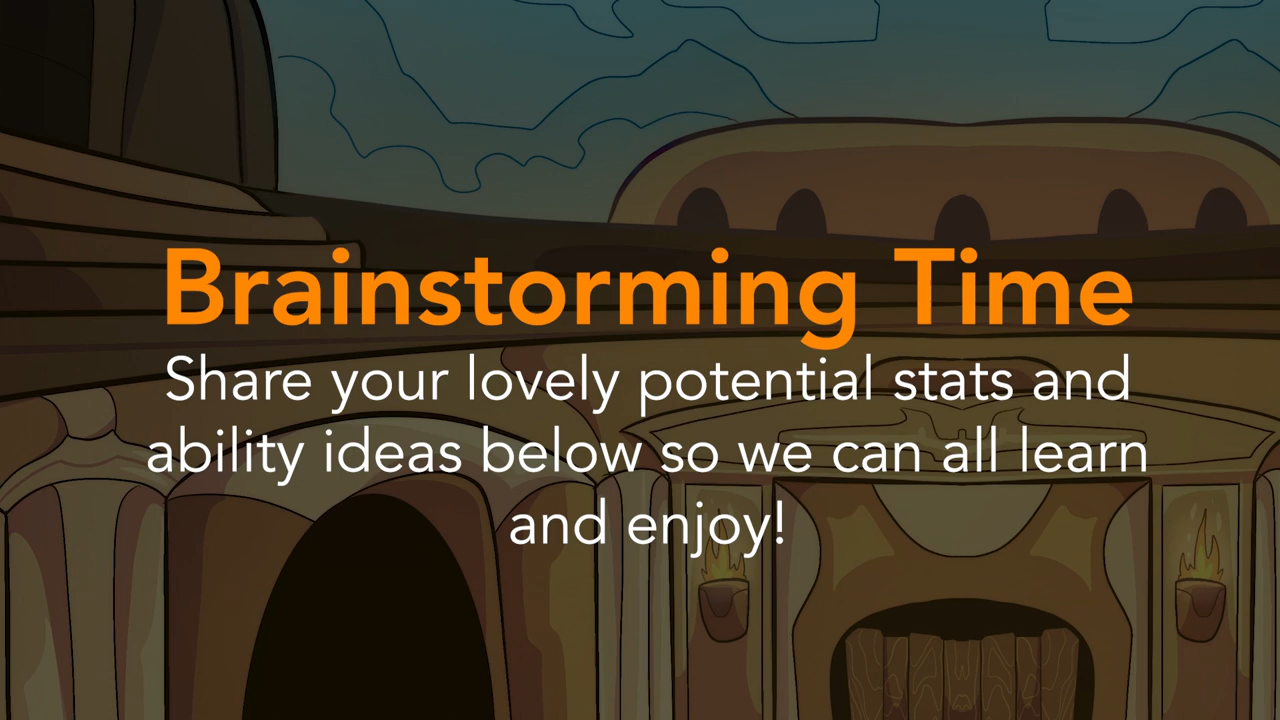 Brainstorming Time
Share your lovely potential stats and
ability ideas below so we can all learn
and enjoy!